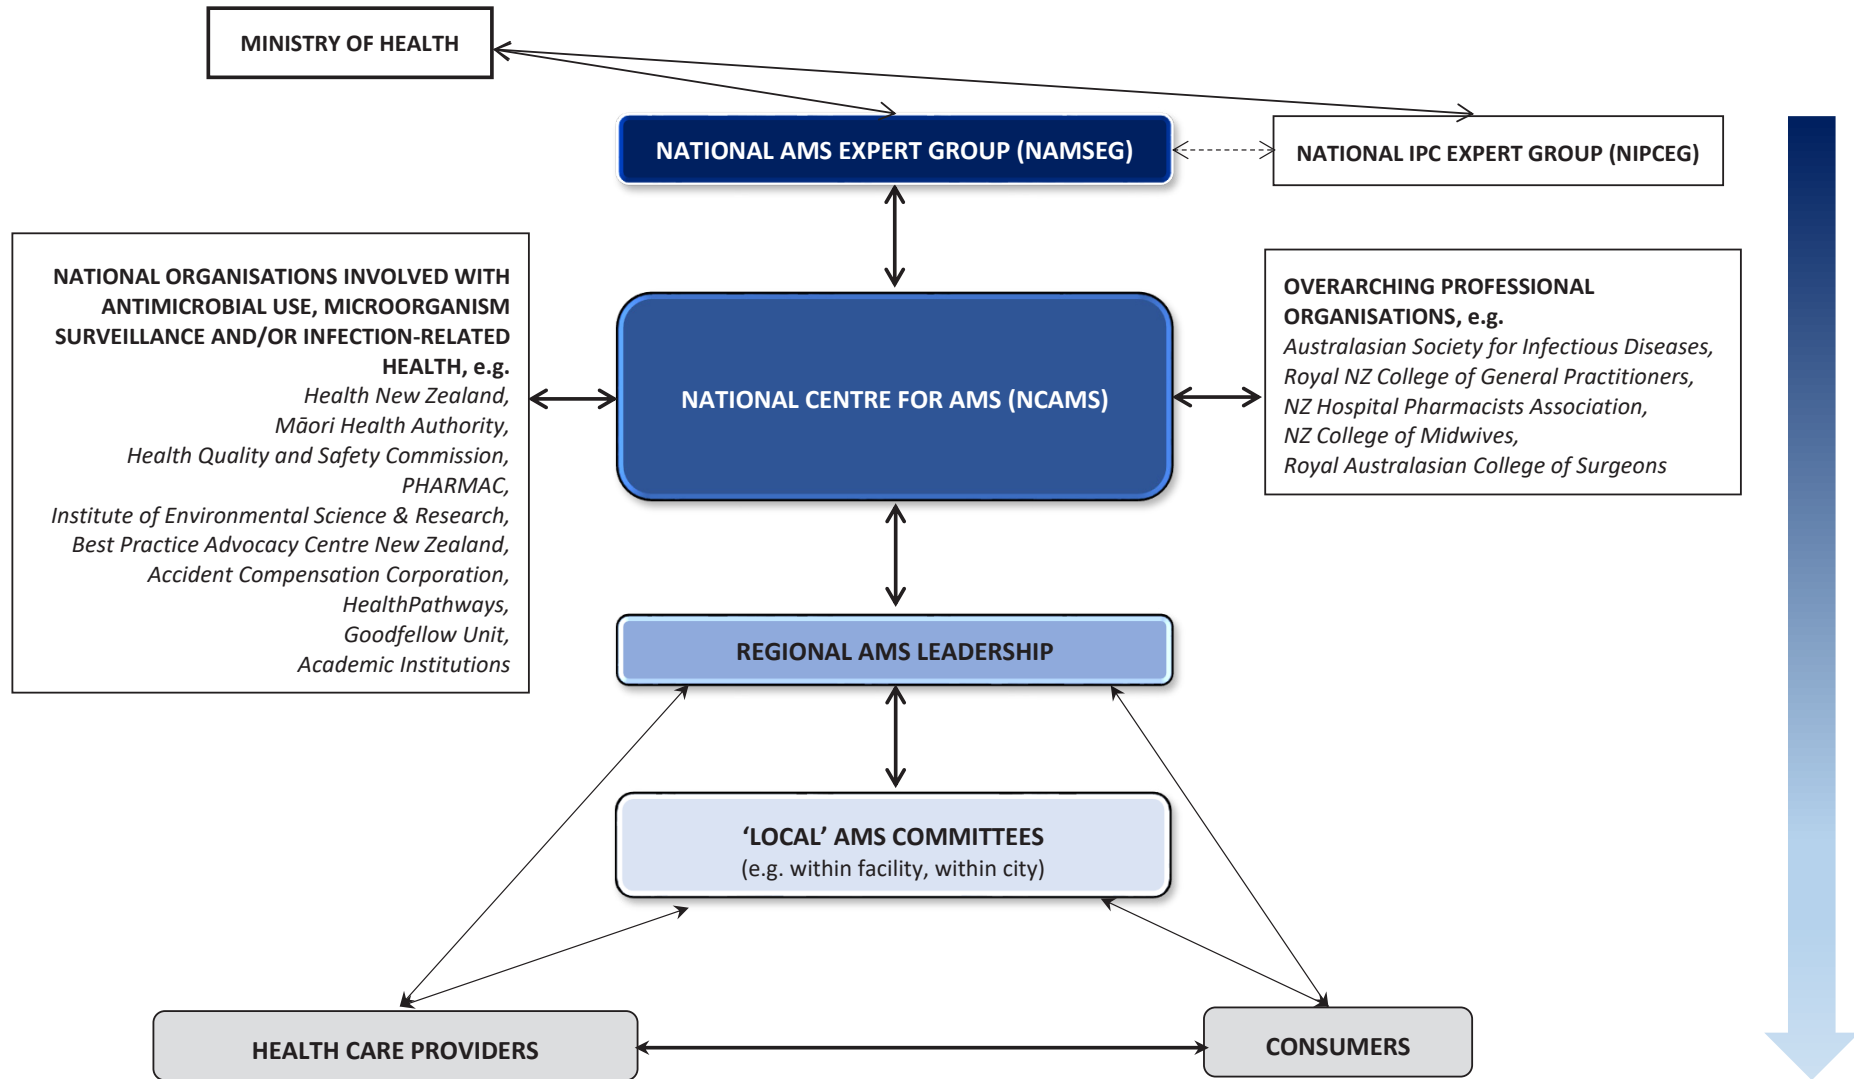 MINISTRY OF HEALTH
NATIONAL AMS EXPERT GROUP (NAMSEG)
NATIONAL IPC EXPERT GROUP (NIPCEG)
NATIONAL ORGANISATIONS INVOLVED WITH
ANTIMICROBIAL USE, MICROORGANISM
SURVEILLANCE AND/OR INFECTION-RELATED
HEALTH, e.g.
Health New Zealand,
Māori Health Authority,
Health Quality and Safety Commission,
PHARMAC,
Institute of Environmental Science & Research,
Best Practice Advocacy Centre New Zealand,
Accident Compensation Corporation,
HealthPathways,
Goodfellow Unit,
Academic Institutions
NATIONAL CENTRE FOR AMS (NCAMS)
OVERARCHING PROFESSIONAL
ORGANISATIONS, e.g.
Australasian Society for Infectious Diseases,
Royal NZ College of General Practitioners,
NZ Hospital Pharmacists Association,
NZ College of Midwives,
Royal Australasian College of Surgeons
REGIONAL AMS LEADERSHIP
‘LOCAL’ AMS COMMITTEES
(e.g. within facility, within city)
HEALTH CARE PROVIDERS
CONSUMERS